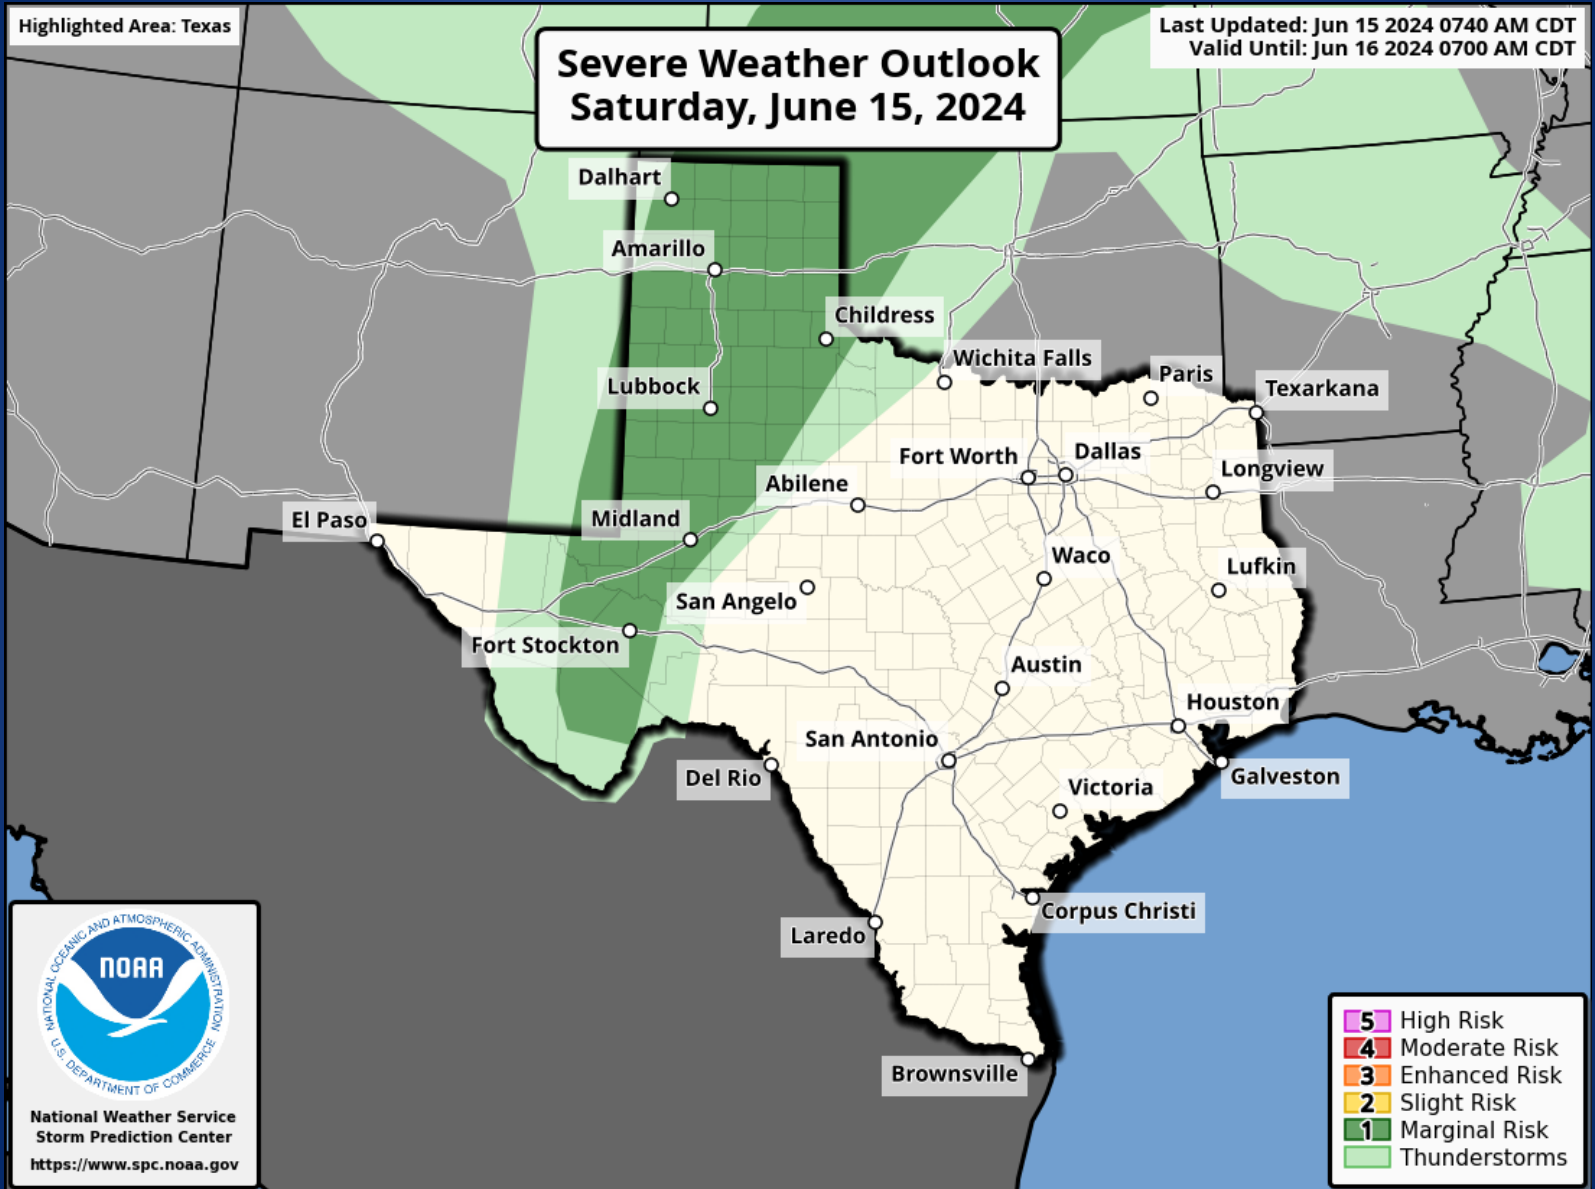 Highlighted Area: Texas
Last Updated: Jun 15 2024 0740 AM CDT
Valid Until: Jun 16 2024 0700 AM CDT
Severe Weather Outlook
Saturday, June 15, 2024
Dalhart
Amarillo
Childress
Wichita Falls
Paris
Texarkana
Lubbock
Fort Worth
Dallas
Longview
Abilene
El Paso
Midland
Waco
Lufkin
San Angelo
Fort Stockton
Austin
Houston
San Antonio
Del Rio
Galveston
Victoria
Corpus Christi
Laredo
Brownsville
NATIONAL OCEANIC AND ATMOSPHERIC ADMINISTRATION
NOAA
U.S. DEPARTMENT OF COMMERCE
National Weather Service
Storm Prediction Center
https://www.spc.noaa.gov
5 High Risk
4 Moderate Risk
3 Enhanced Risk
2 Slight Risk
1 Marginal Risk
Thunderstorms